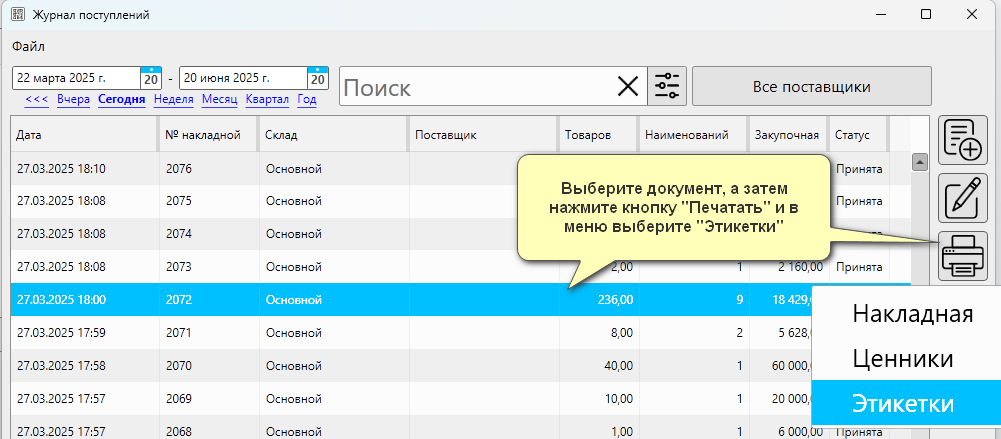 Журнал поступлений
Файл
22 марта 2025 г. 20 - 20 июня 2025 г. 20 Поиск Все поставщики
<<< Вчера Сегодня Неделя Месяц Квартал Год
Дата № накладной Склад Поставщик Товаров Наименований Закупочная Статус
27.03.2025 18:10 2076 Основной Принята
27.03.2025 18:08 2075 Основной Принята
27.03.2025 18:08 2074 Основной Принята
27.03.2025 18:08 2073 Основной 2,00 1 2 160,00 Принята
27.03.2025 18:00 2072 Основной 236,00 9 18 429,
27.03.2025 17:59 2071 Основной 8,00 2 5 628,
27.03.2025 17:58 2070 Основной 40,00 1 60 000,
27.03.2025 17:57 2069 Основной 10,00 1 20 000,
27.03.2025 17:57 2068 Основной 1,00 1 6 000,00 Принята
Выберите документ, а затем
нажмите кнопку "Печатать" и в
меню выберите "Этикетки"
Накладная
Ценники
Этикетки